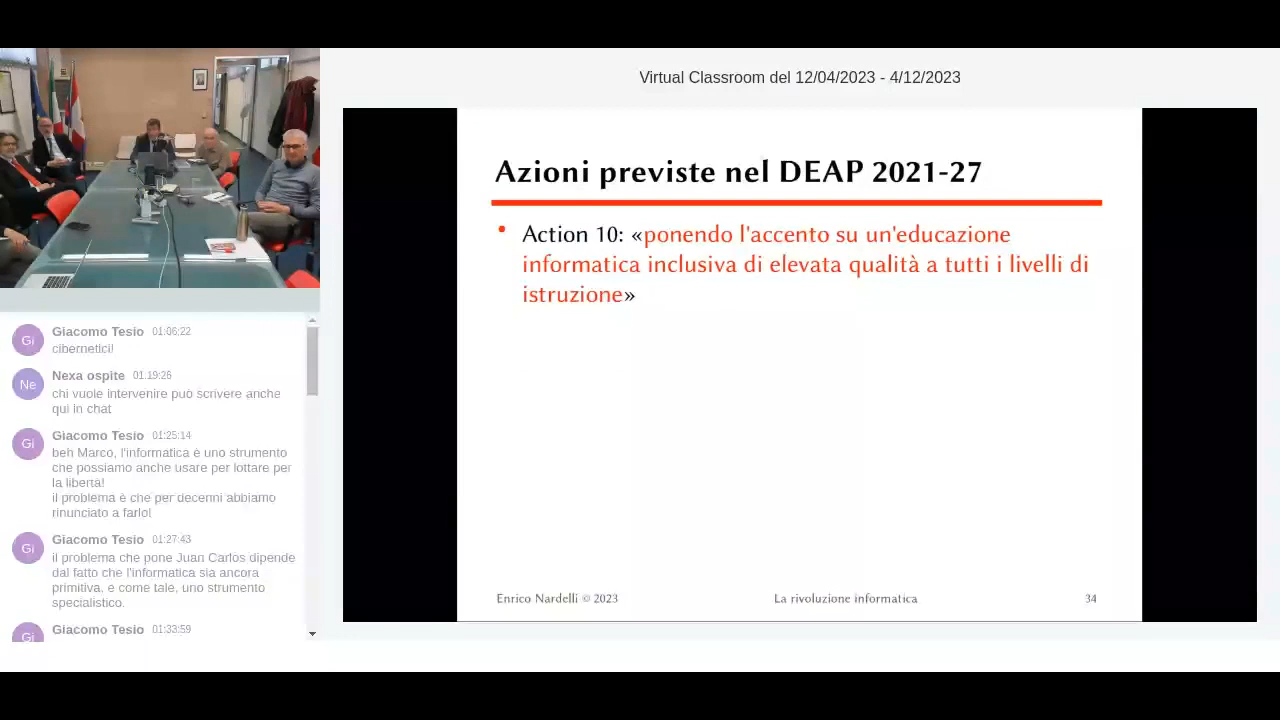 Virtual Classroom del 12/04/2023 - 4/12/2023
Azioni previste nel DEAP 2021-27
• Action 10: «ponendo l'accento su un'educazione
informatica inclusiva di elevata qualità a tutti i livelli di
istruzione»
Enrico Nardelli © 2023
La rivoluzione informatica
34
Gi
Giacomo Tesio 01:06:22
cibernetici!
Ne
Nexa ospite 01:19:26
chi vuole intervenire può scrivere anche
qui in chat
Gi
Giacomo Tesio 01:25:14
beh Marco, l'informatica è uno strumento
che possiamo anche usare per lottare per
la libertà!
il problema è che per decenni abbiamo
rinunciato a farlo!
Gi
Giacomo Tesio 01:27:43
il problema che pone Juan Carlos dipende
dal fatto che l'informatica sia ancora
primitiva, e come tale, uno strumento
specialistico.
Gi
Giacomo Tesio 01:33:59